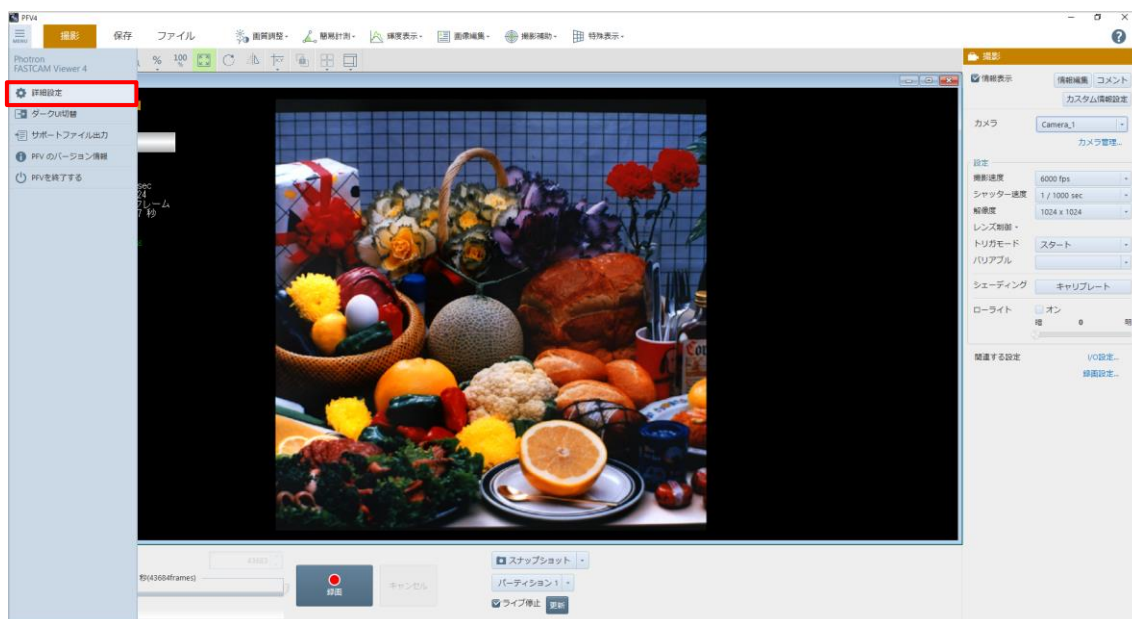 PFV4
MENU
撮影
保存
ファイル
画質調整
簡易計測
輝度表示
画像編集
撮影補助
特殊表示
?
Photron
FASTCAM Viewer 4
詳細設定
ダークUI切替
サポートファイル出力
PFV のバージョン情報
PFVを終了する
%
100
%
sec
24
フレーム
7 秒
撮影
情報表示
情報編集
コメント
カスタム情報設定
カメラ
Camera_1
カメラ管理...
設定
撮影速度
6000 fps
シャッター速度
1 / 1000 sec
解像度
1024 x 1024
レンズ制御
トリガモード
スタート
バリアブル
シェーディング
キャリブレート
ローライト
オン
暗
0
明
関連する設定
I/O設定...
録画設定...
43683
秒(43684frames)
録画
キャンセル
スナップショット
パーティション 1
ライブ停止
更新